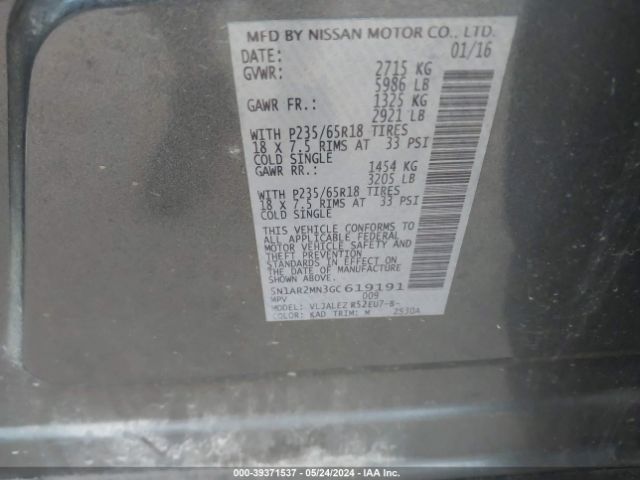 MFD BY NISSAN MOTOR CO., LTD.
DATE: 01/16
GVWR: 2715 KG
5986 LB
GAWR FR.: 1325 KG
2921 LB
WITH P235/65R18 TIRES
18 X 7.5 RIMS AT 33 PSI
COLD SINGLE
GAWR RR.: 1454 KG
3205 LB
WITH P235/65R18 TIRES
18 X 7.5 RIMS AT 33 PSI
COLD SINGLE
THIS VEHICLE CONFORMS TO
ALL APPLICABLE FEDERAL
MOTOR VEHICLE SAFETY AND
THEFT PREVENTION
STANDARDS IN EFFECT ON
THE DATE OF MANUFACTURE
SHOWN ABOVE.
5N1AR2MN3GC619191
MPV 009
MODEL: VLJALEZ R52EU7-B-
COLOR: KAD TRIM: M 2530A
000-39371537 - 05/24/2024 - IAA Inc.